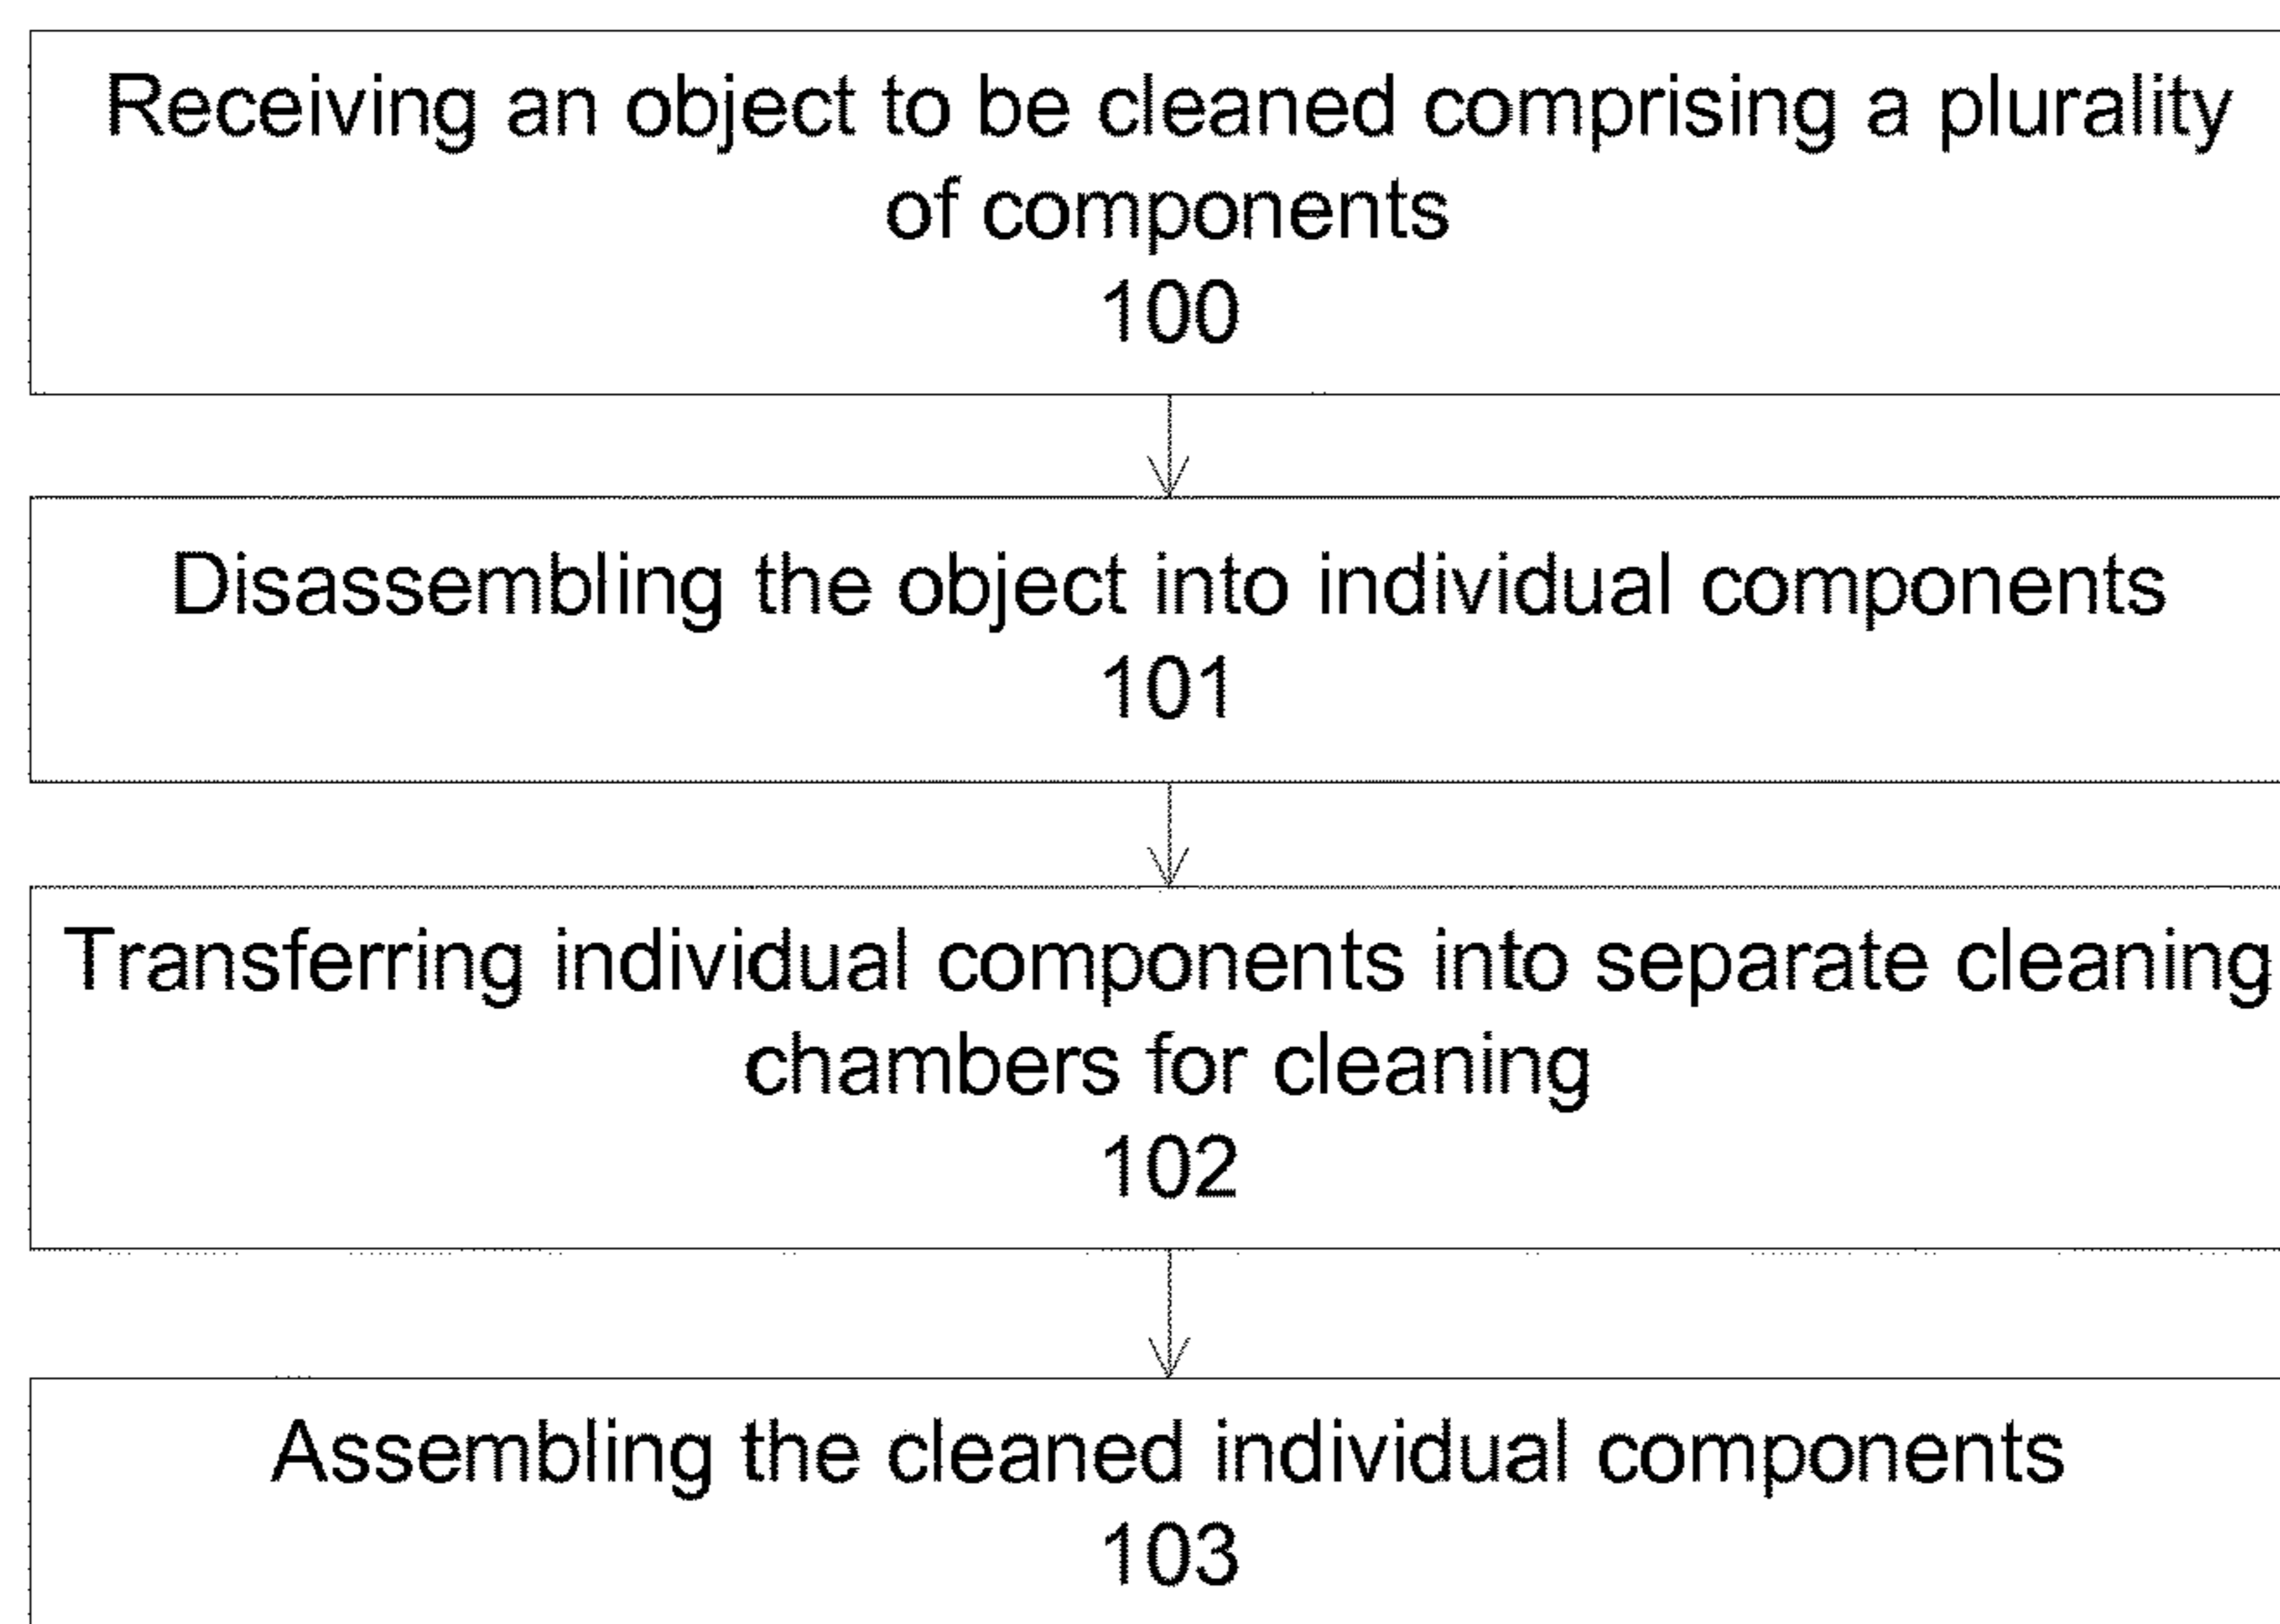 Receiving an object to be cleaned comprising a plurality
of components
100
Disassembling the object into individual components
101
Transferring individual components into separate cleaning
chambers for cleaning
102
Assembling the cleaned individual components
103